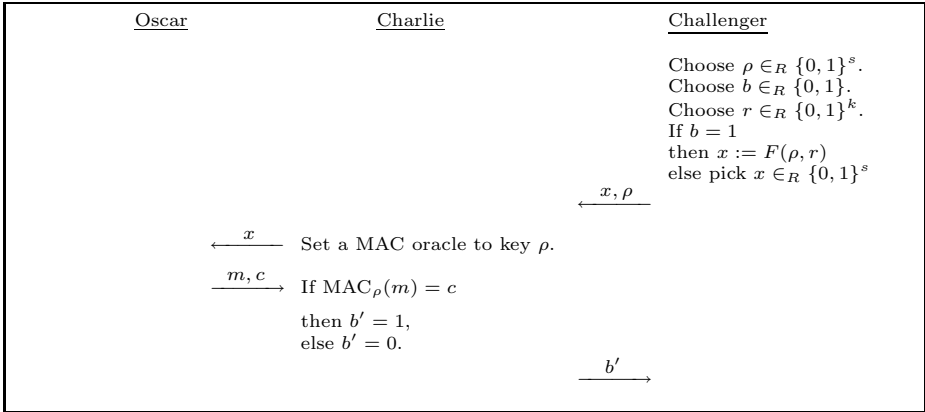 Oscar Charlie Challenger
Choose ρ ∈_R {0, 1}^s.
Choose b ∈_R {0, 1}.
Choose r ∈_R {0, 1}^k.
If b = 1
then x := F(ρ, r)
else pick x ∈_R {0, 1}^s
x, ρ
x
Set a MAC oracle to key ρ.
m, c
If MAC_ρ(m) = c
then b′ = 1,
else b′ = 0.
b′